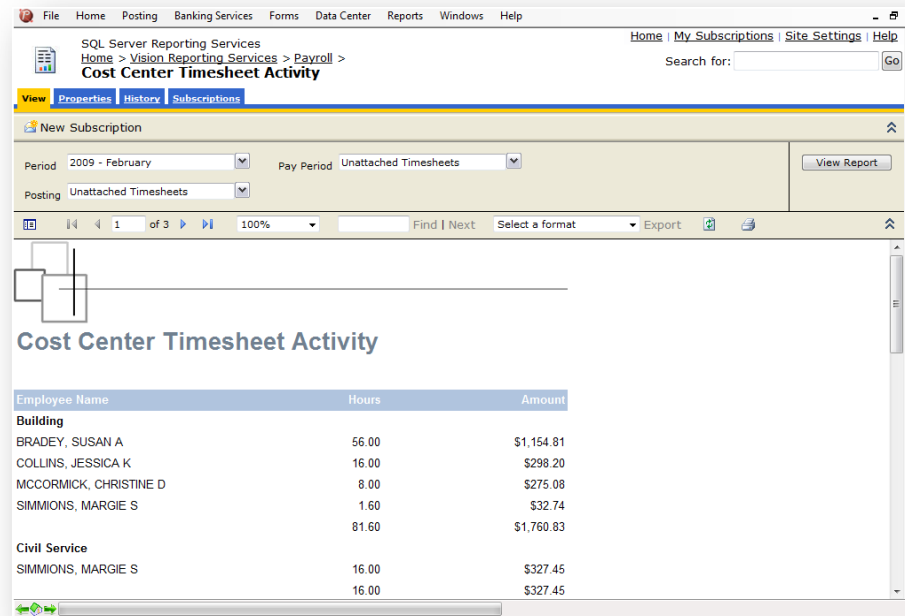 File Home Posting Banking Services Forms Data Center Reports Windows Help
Home | My Subscriptions | Site Settings | Help
SQL Server Reporting Services
Home > Vision Reporting Services > Payroll >
Cost Center Timesheet Activity
Search for: Go
View Properties History Subscriptions
New Subscription
Period 2009 - February Pay Period Unattached Timesheets View Report
Posting Unattached Timesheets
1 of 3 100% Find | Next Select a format Export
Cost Center Timesheet Activity
Employee Name Hours Amount
Building
BRADEY, SUSAN A 56.00 $1,154.81
COLLINS, JESSICA K 16.00 $298.20
MCCORMICK, CHRISTINE D 8.00 $275.08
SIMMIONS, MARGIE S 1.60 $32.74
81.60 $1,760.83
Civil Service
SIMMIONS, MARGIE S 16.00 $327.45
16.00 $327.45